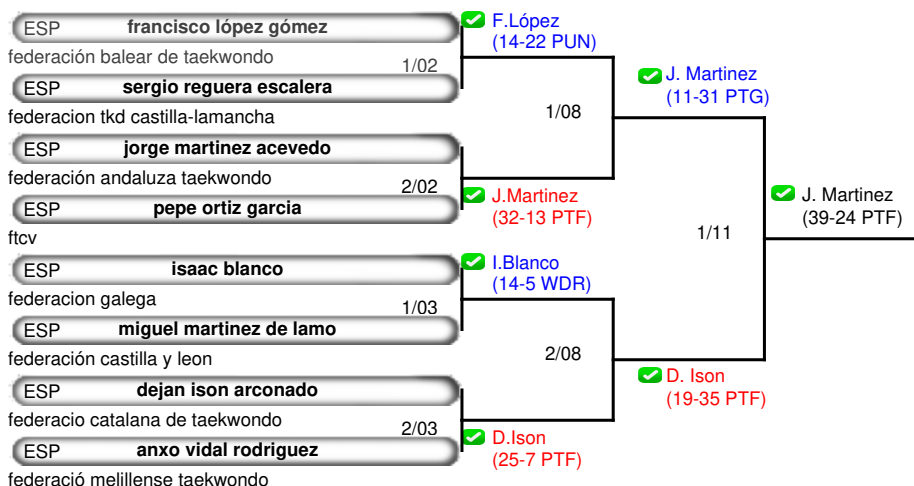 ESP francisco lópez gómez
federación balear de taekwondo
1/02
ESP sergio reguera escalera
federacion tkd castilla-lamancha
F.López
(14-22 PUN)
ESP jorge martinez acevedo
federación andaluza taekwondo
2/02
ESP pepe ortiz garcia
ftcv
J.Martinez
(32-13 PTF)
1/08
J. Martinez
(11-31 PTG)
ESP isaac blanco
federacion galega
1/03
ESP miguel martinez de lamo
federación castilla y leon
I.Blanco
(14-5 WDR)
ESP dejan ison arconado
federacio catalana de taekwondo
2/03
ESP anxo vidal rodriguez
federació melillense taekwondo
D.Ison
(25-7 PTF)
2/08
D. Ison
(19-35 PTF)
1/11
J. Martinez
(39-24 PTF)